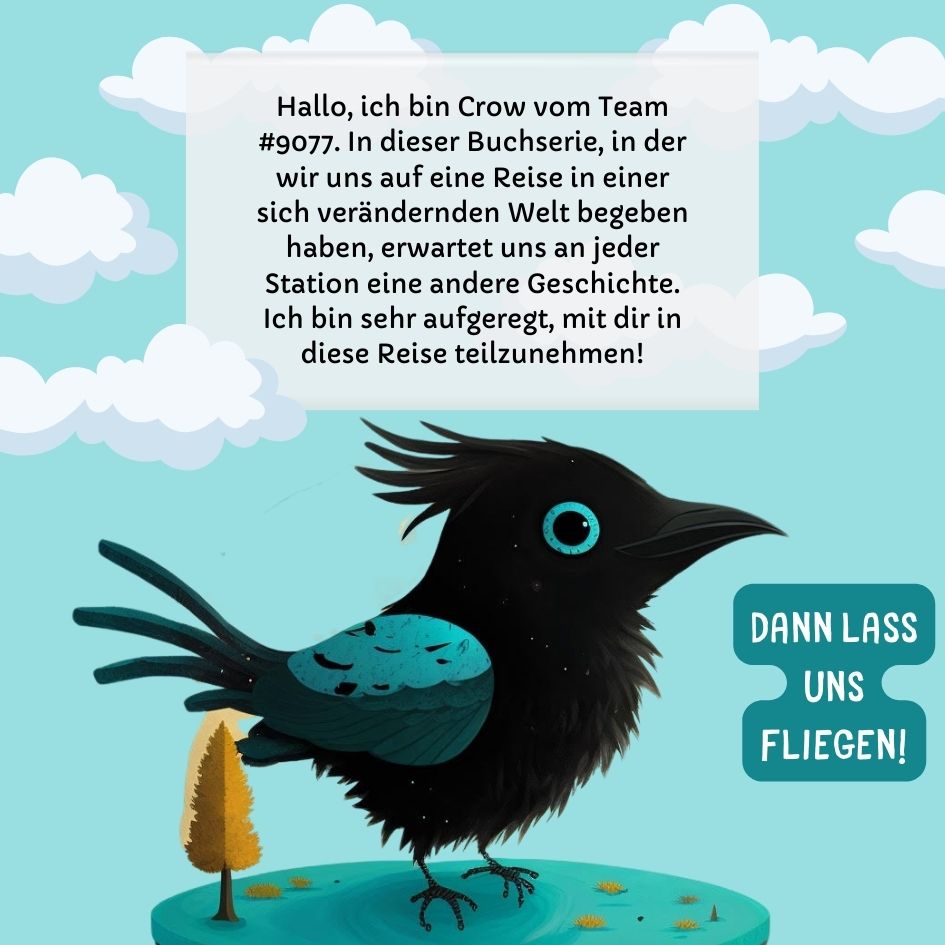 Hallo, ich bin Crow vom Team
#9077. In dieser Buchserie, in der
wir uns auf eine Reise in einer
sich verändernden Welt begeben
haben, erwartet uns an jeder
Station eine andere Geschichte.
Ich bin sehr aufgeregt, mit dir in
diese Reise teilzunehmen!
DANN LASS
UNS
FLIEGEN!